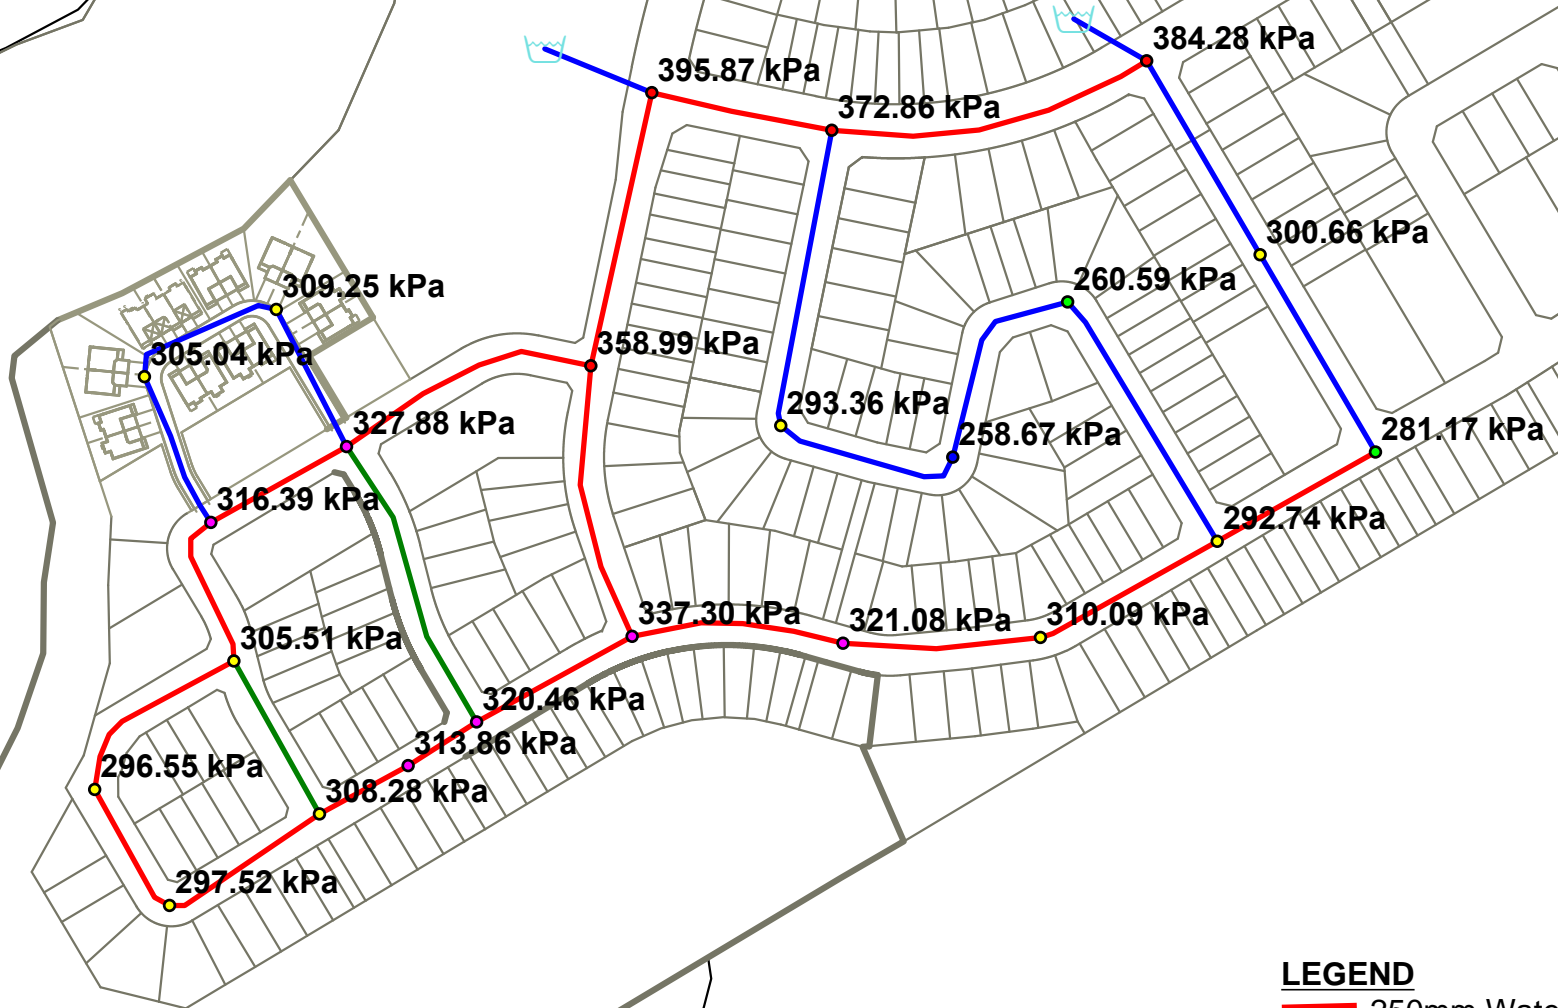 384.28 kPa
395.87 kPa
372.86 kPa
300.66 kPa
309.25 kPa
260.59 kPa
358.99 kPa
305.04 kPa
293.36 kPa
327.88 kPa
258.67 kPa
281.17 kPa
316.39 kPa
292.74 kPa
337.30 kPa
321.08 kPa
310.09 kPa
305.51 kPa
320.46 kPa
313.86 kPa
296.55 kPa
308.28 kPa
297.52 kPa
LEGEND